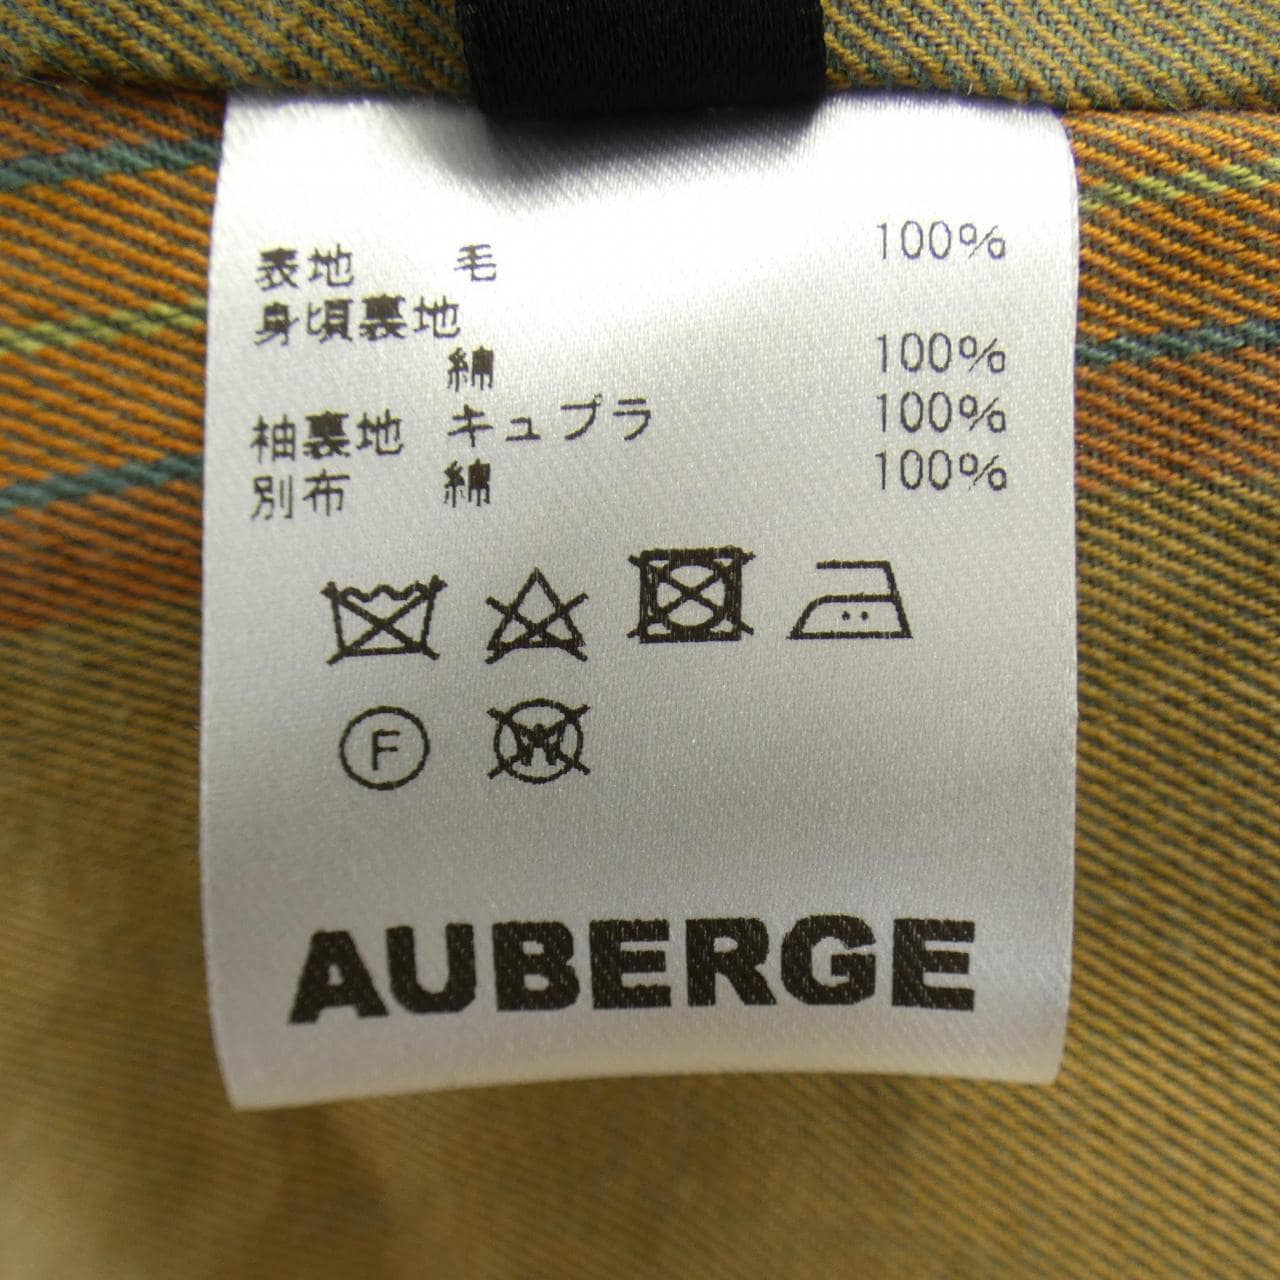 表地 毛 100%
身頃裏地
綿 100%
袖裏地 キュプラ 100%
別布 綿 100%
F W
AUBERGE